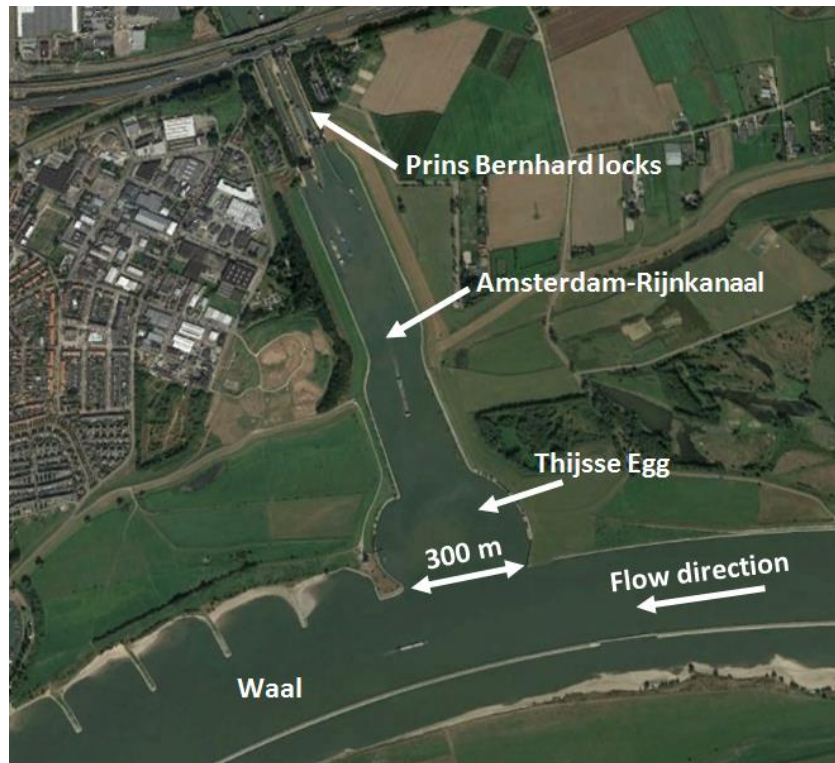 Prins Bernhard locks
Amsterdam-Rijnkanaal
Thijsse Egg
300 m
Flow direction
Waal